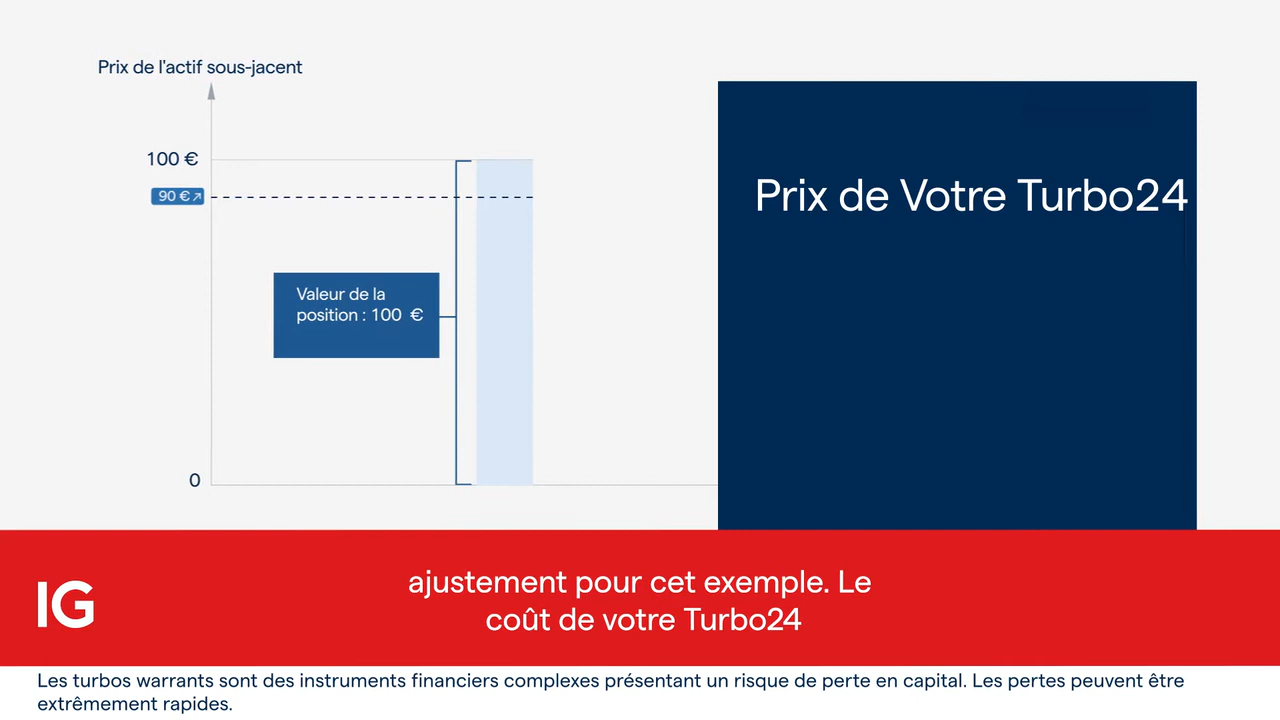 Prix de l'actif sous-jacent
100 €
90 €↗
Valeur de la
position : 100 €
0
Prix de Votre Turbo24
IG
ajustement pour cet exemple. Le
coût de votre Turbo24
Les turbos warrants sont des instruments financiers complexes présentant un risque de perte en capital. Les pertes peuvent être
extrêmement rapides.